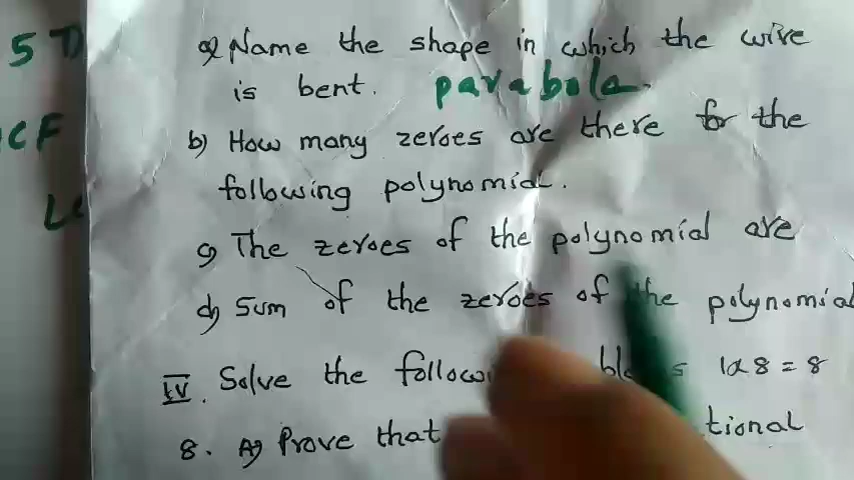 5
CF
L
a) Name the shape in which the wire
is bent. parabola.
b) How many zeroes are there for the
following polynomial.
c) The zeroes of the polynomial are
d) Sum of the zeroes of the polynomial
IV. Solve the 1x8=8
8. A) Prove that